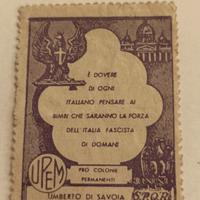 È DOVERE
DI OGNI
ITALIANO PENSARE AI
BIMBI CHE SARANNO LA FORZA
DELL'ITALIA FASCISTA
DI DOMANI
UPEM
PRO COLONIE
PERMANENTI
UMBERTO DI SAVOIA
S.P.Q.R.